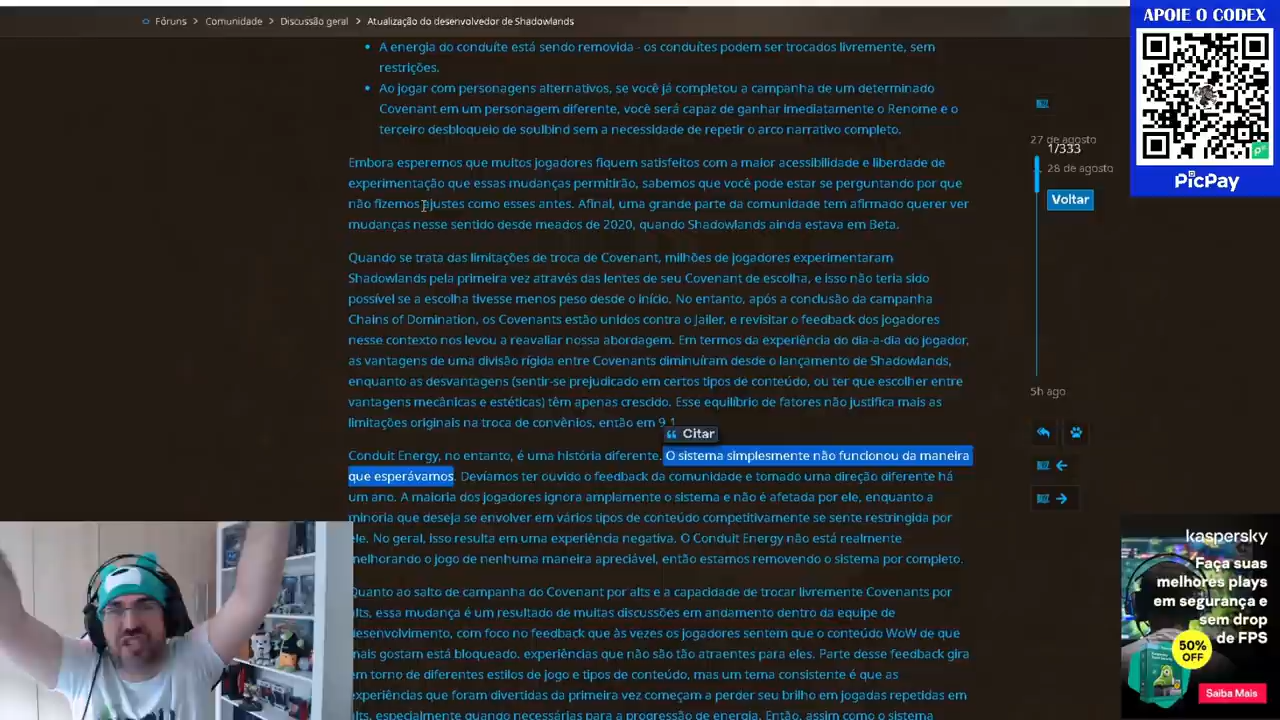 Fóruns > Comunidade > Discussão geral > Atualização do desenvolvedor de Shadowlands
APOIE O CODEX
PicPay
• A energia do conduíte está sendo removida - os conduítes podem ser trocados livremente, sem
restrições.
• Ao jogar com personagens alternativos, se você já completou a campanha de um determinado
Covenant em um personagem diferente, você será capaz de ganhar imediatamente o Renome e o
terceiro desbloqueio de soulbind sem a necessidade de repetir o arco narrativo completo.
Embora esperemos que muitos jogadores fiquem satisfeitos com a maior acessibilidade e liberdade de
experimentação que essas mudanças permitirão, sabemos que você pode estar se perguntando por que
não fizemos ajustes como esses antes. Afinal, uma grande parte da comunidade tem afirmado querer ver
mudanças nesse sentido desde meados de 2020, quando Shadowlands ainda estava em Beta.
Quando se trata das limitações de troca de Covenant, milhões de jogadores experimentaram
Shadowlands pela primeira vez através das lentes de seu Covenant de escolha, e isso não teria sido
possível se a escolha tivesse menos peso desde o início. No entanto, após a conclusão da campanha
Chains of Domination, os Covenants estão unidos contra o Jailer, e revisitar o feedback dos jogadores
nesse contexto nos levou a reavaliar nossa abordagem. Em termos da experiência do dia-a-dia do jogador,
as vantagens de uma divisão rígida entre Covenants diminuíram desde o lançamento de Shadowlands,
enquanto as desvantagens (sentir-se prejudicado em certos tipos de conteúdo, ou ter que escolher entre
vantagens mecânicas e estéticas) têm apenas crescido. Esse equilíbrio de fatores não justifica mais as
limitações originais na troca de convênios, então em 9.1
Citar
Conduit Energy, no entanto, é uma história diferente. O sistema simplesmente não funcionou da maneira
que esperávamos. Devíamos ter ouvido o feedback da comunidade e tomado uma direção diferente há
um ano. A maioria dos jogadores ignora amplamente o sistema e não é afetada por ele, enquanto a
minoria que deseja se envolver em vários tipos de conteúdo competitivamente se sente restringida por
ele. No geral, isso resulta em uma experiência negativa. O Conduit Energy não está realmente
melhorando o jogo de nenhuma maneira apreciável, então estamos removendo o sistema por completo.
Quanto ao salto de campanha do Covenant por alts e a capacidade de trocar livremente Covenants por
alts, essa mudança é um resultado de muitas discussões em andamento dentro da equipe de
desenvolvimento, com foco no feedback que às vezes os jogadores sentem que o conteúdo WoW de que
mais gostam está bloqueado. experiências que não são tão atraentes para eles. Parte desse feedback gira
em torno de diferentes estilos de jogo e tipos de conteúdo, mas um tema consistente é que as
experiências que foram divertidas da primeira vez começam a perder seu brilho em jogadas repetidas em
alts, especialmente quando necessárias para a progressão de energia. Então, assim como o sistema
27 de agosto
1/333
28 de agosto
Voltar
5h ago
kaspersky
Faça suas
melhores plays
em segurança e
sem drop
de FPS
50%
OFF
Saiba Mais